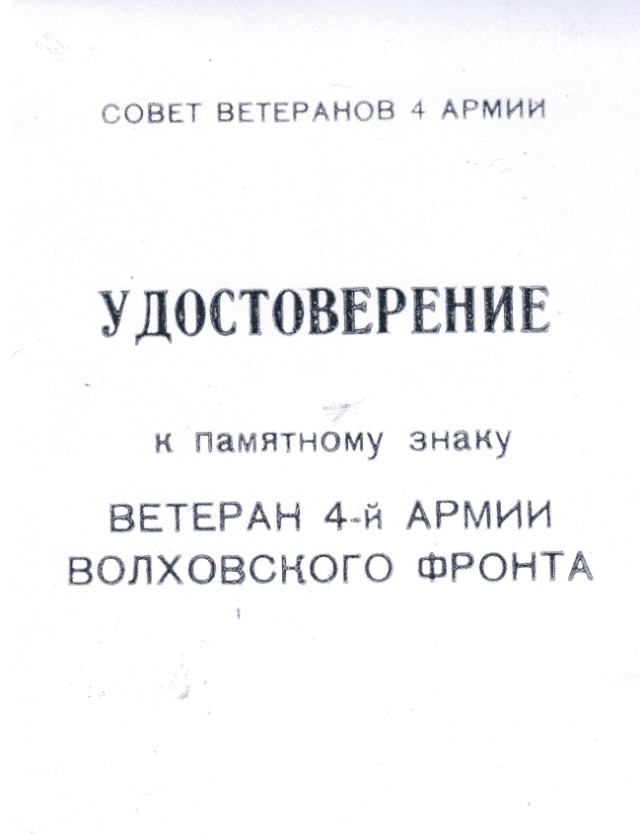 СОВЕТ ВЕТЕРАНОВ 4 АРМИИ
УДОСТОВЕРЕНИЕ
к памятному знаку
ВЕТЕРАН 4-й АРМИИ
ВОЛХОВСКОГО ФРОНТА